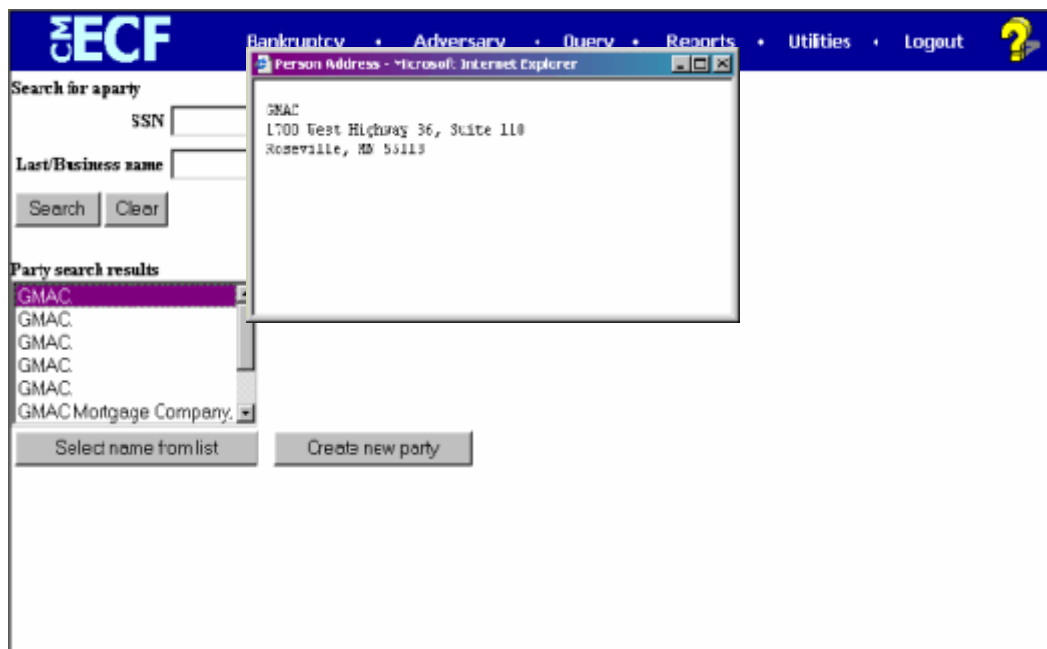 CM ECF
Bankruptcy • Adversary • Query • Reports • Utilities • Logout ?
Person Address - Microsoft Internet Explorer
Search for a party
SSN
Last/Business name
Search Clear
GMAC
1700 West Highway 36, Suite 110
Roseville, MN 55113
Party search results
GMAC.
GMAC.
GMAC.
GMAC.
GMAC.
GMAC Mortgage Company.
Select name from list Create new party